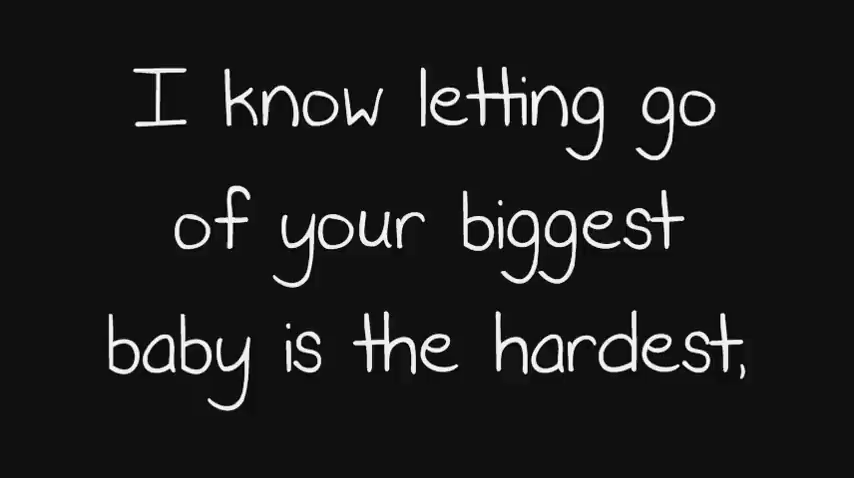 I know letting go
of your biggest
baby is the hardest,